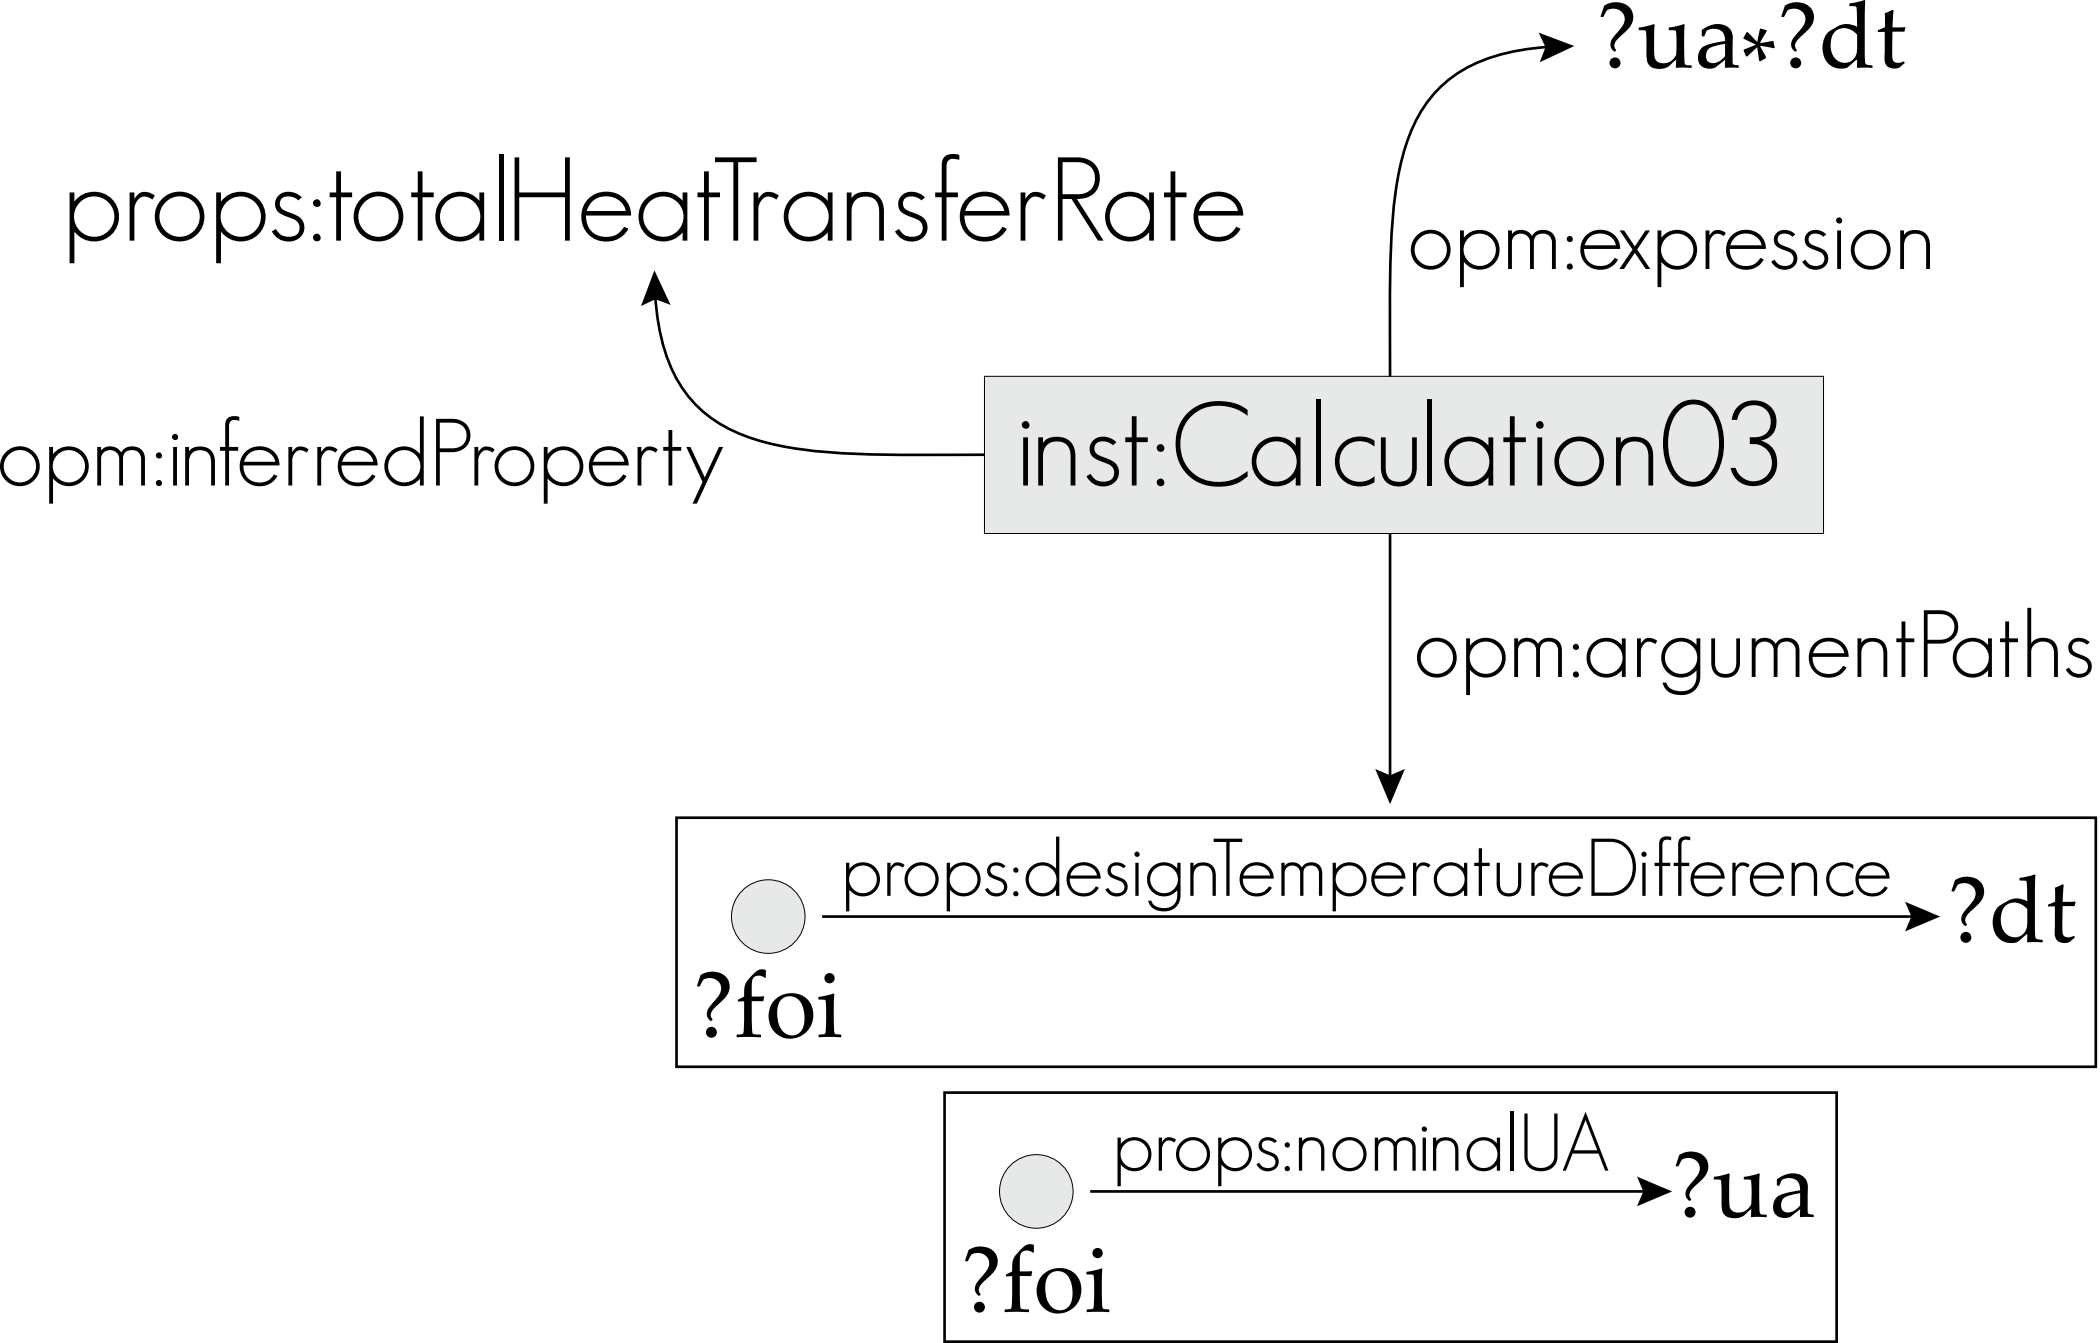 ?ua*?dt
props:totalHeatTransferRate
opm:expression
opm:inferredProperty
inst:Calculation03
opm:argumentPaths
props:designTemperatureDifference
?dt
?foi
props:nominalUA
?ua
?foi